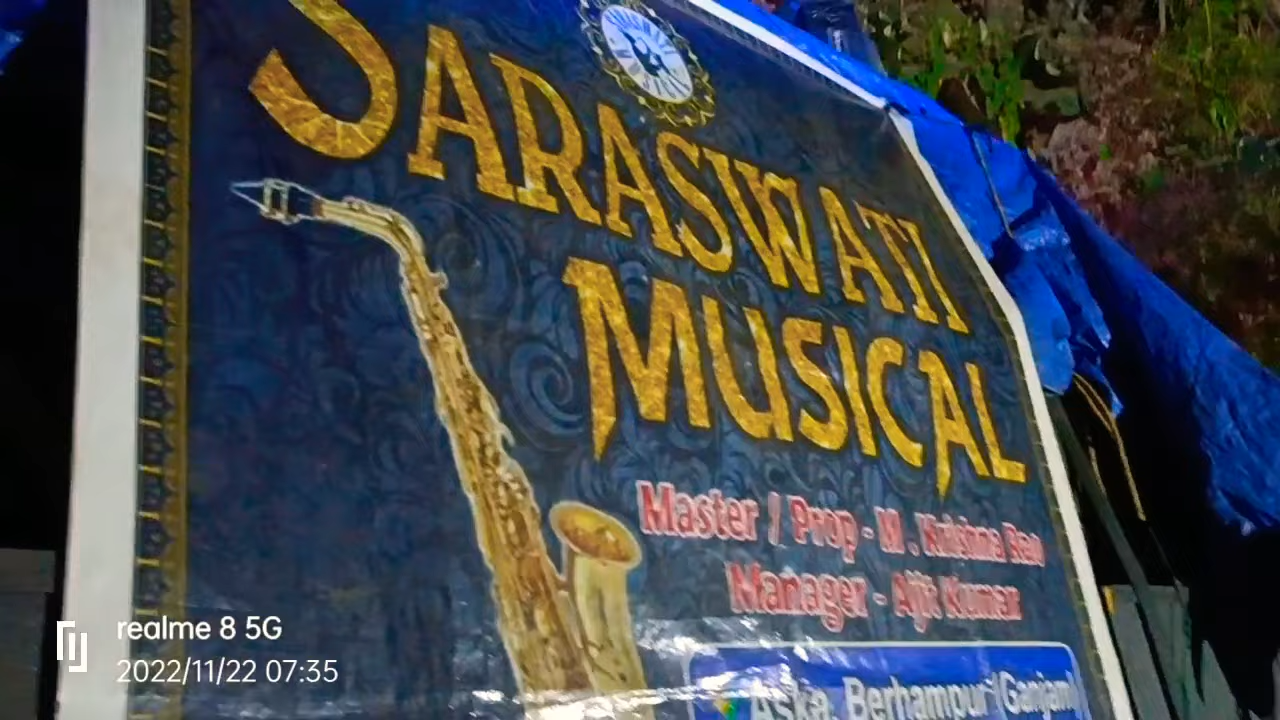 SARASWATI
MUSICAL
Master / Prop - M. Krishna Rao
Manager - Ajit Kumar
Aska, Berhampur (Ganjam)
realme 8 5G
2022/11/22 07:35